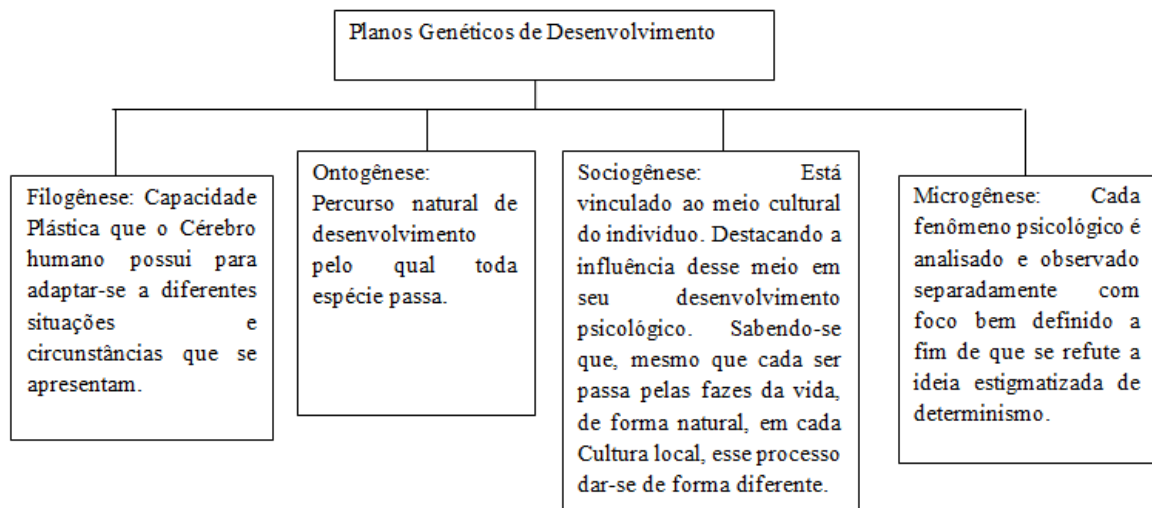 Planos Genéticos de Desenvolvimento
Filogênese: Capacidade
Plástica que o Cérebro
humano possui para
adaptar-se a diferentes
situações e
circunstâncias que se
apresentam.
Ontogênese:
Percurso natural de
desenvolvimento
pelo qual toda
espécie passa.
Sociogênese: Está
vinculado ao meio cultural
do indivíduo. Destacando a
influência desse meio em
seu desenvolvimento
psicológico. Sabendo-se
que, mesmo que cada ser
passa pelas fazes da vida,
de forma natural, em cada
Cultura local, esse processo
dar-se de forma diferente.
Microgênese: Cada
fenômeno psicológico é
analisado e observado
separadamente com
foco bem definido a
fim de que se refute a
ideia estigmatizada de
determinismo.